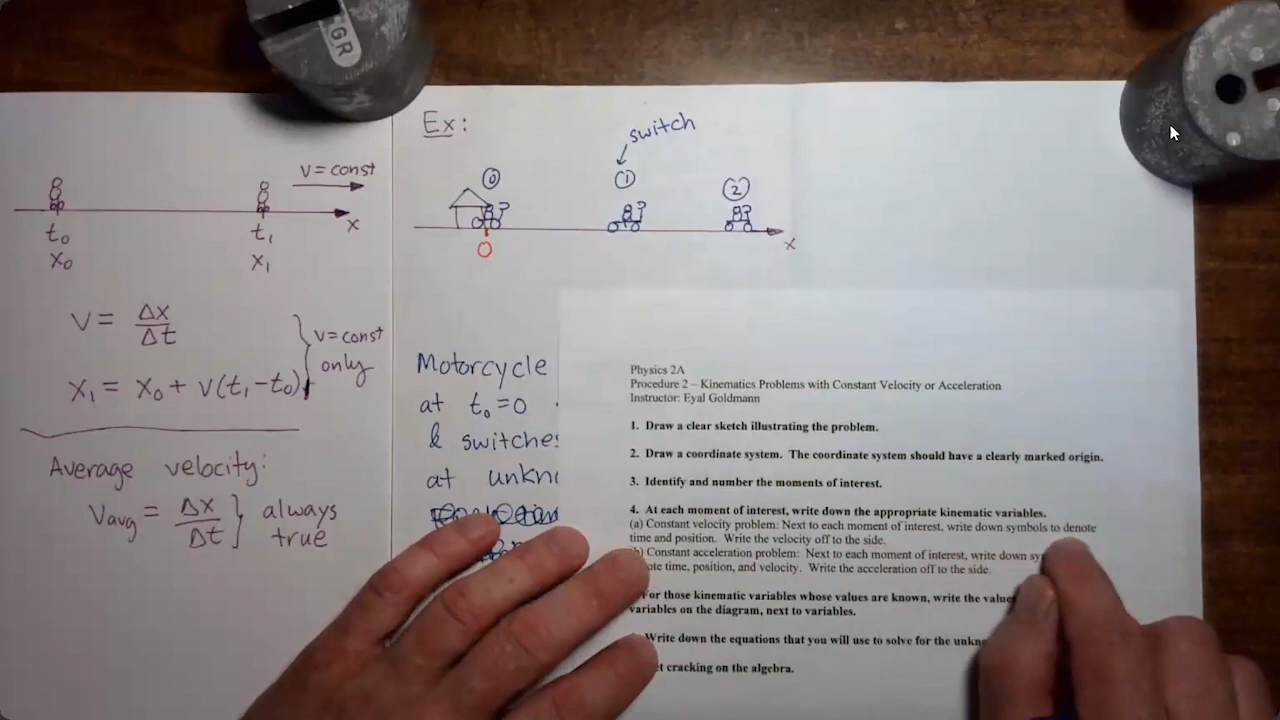 GR
v = const
t₀
t₁
x
x₀
x₁
v = Δx/Δt
x₁ = x₀ + v(t₁ - t₀)
} v = const only
Average velocity:
Vavg = Δx/Δt } always true
Ex:
switch
⓪
①
②
0
x
Motorcycle
at t₀ = 0
& switches
at
Physics 2A
Procedure 2 – Kinematics Problems with Constant Velocity or Acceleration
Instructor: Eyal Goldmann
1. Draw a clear sketch illustrating the problem.
2. Draw a coordinate system. The coordinate system should have a clearly marked origin.
3. Identify and number the moments of interest.
4. At each moment of interest, write down the appropriate kinematic variables.
(a) Constant velocity problem: Next to each moment of interest, write down symbols to denote
time and position. Write the velocity off to the side.
Constant acceleration problem: Next to each moment of interest, write down
time, position, and velocity. Write the acceleration off to the side.
For those kinematic variables whose values are known, write the
variables on the diagram, next to variables.
Write down the equations that you will use to solve for the
cracking on the algebra.